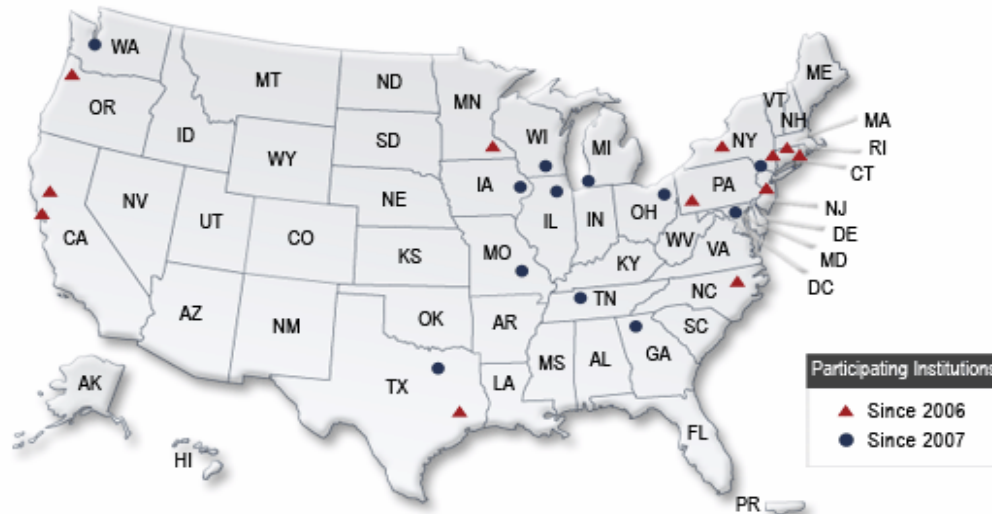 WA
MT
ND
MN
ME
VT
NH
OR
ID
SD
WI
MI
NY
MA
RI
WY
IA
PA
CT
NE
NV
UT
IL
IN
OH
NJ
CA
CO
KS
MO
WV
VA
DE
KY
MD
DC
AZ
NM
OK
AR
TN
NC
SC
TX
LA
MS
AL
GA
AK
HI
FL
PR
Participating Institutions
Since 2006
Since 2007